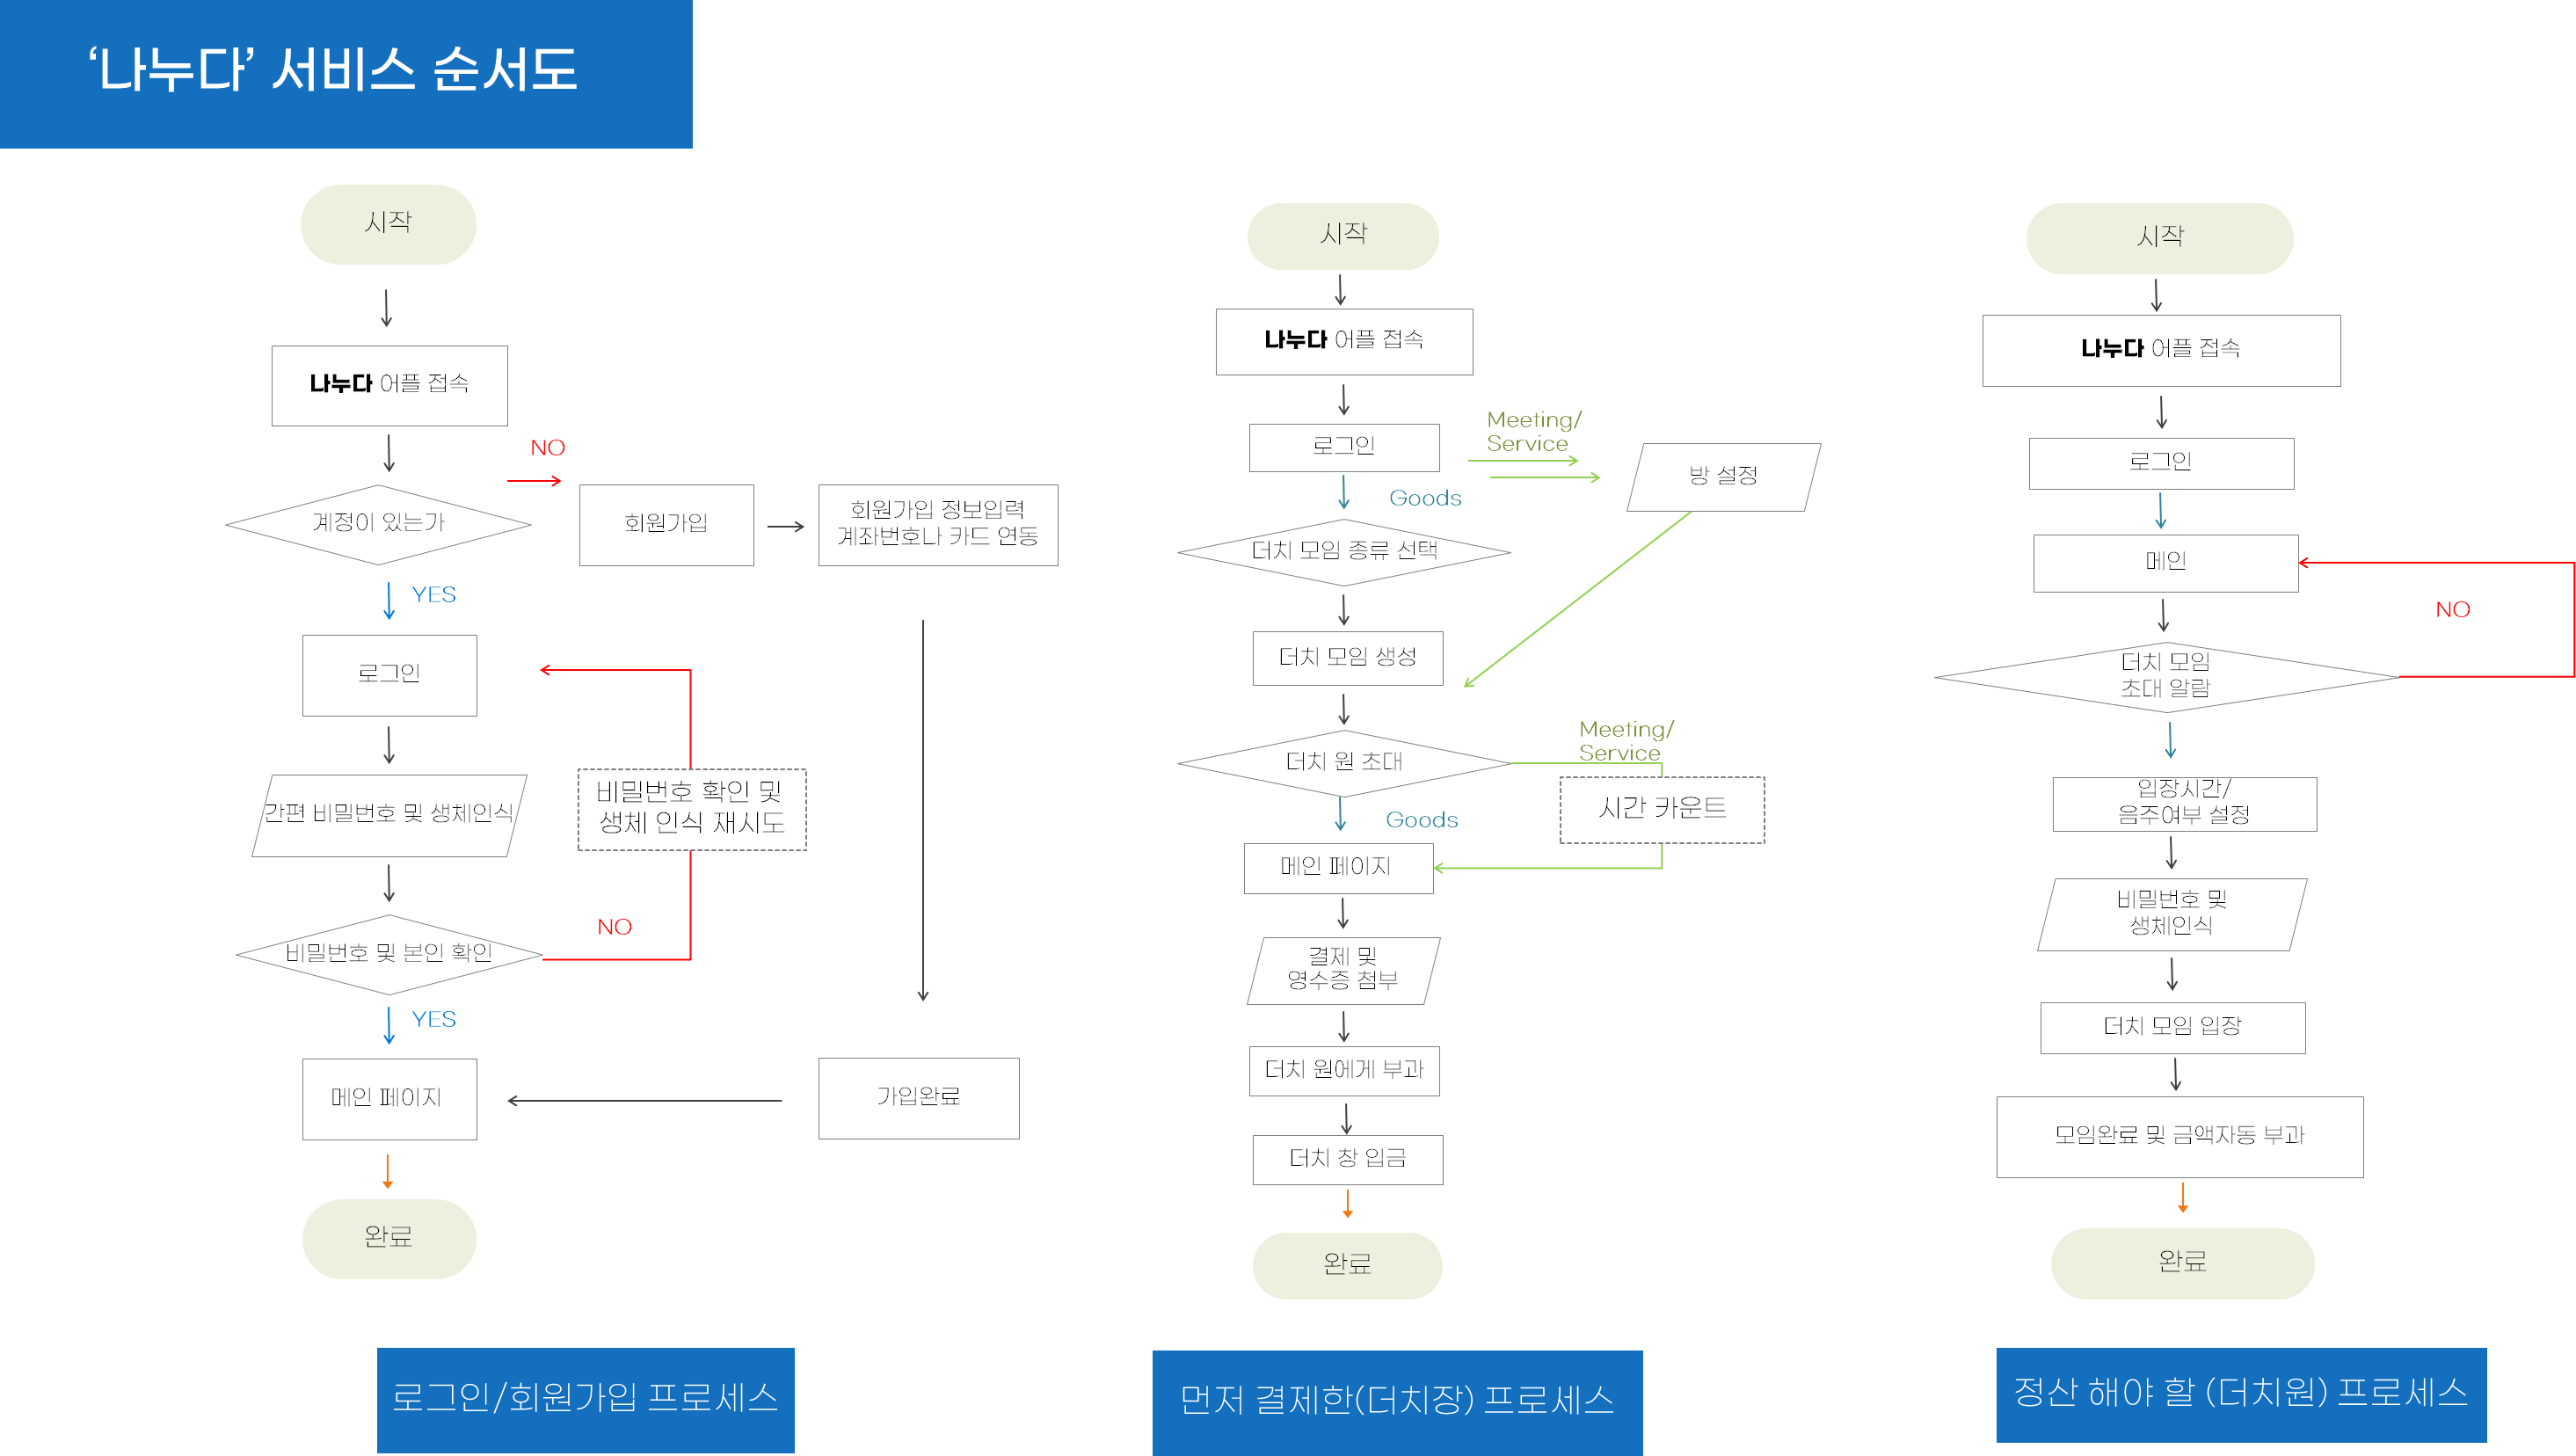 ‘나누다’ 서비스 순서도
시작
나누다 어플 접속
계정이 있는가
NO
회원가입
회원가입 정보입력
계좌번호나 카드 연동
YES
로그인
간편 비밀번호 및 생체인식
비밀번호 확인 및
생체 인식 재시도
비밀번호 및 본인 확인
NO
YES
메인 페이지
가입완료
완료
로그인/회원가입 프로세스
시작
나누다 어플 접속
로그인
Meeting/
Service
방 설정
Goods
더치 모임 종류 선택
더치 모임 생성
더치 원 초대
Meeting/
Service
시간 카운트
Goods
메인 페이지
결제 및
영수증 첨부
더치 원에게 부과
더치 창 입금
완료
먼저 결제한(더치장) 프로세스
시작
나누다 어플 접속
로그인
메인
NO
더치 모임
초대 알람
입장시간/
음주여부 설정
비밀번호 및
생체인식
더치 모임 입장
모임완료 및 금액자동 부과
완료
정산 해야 할 (더치원) 프로세스